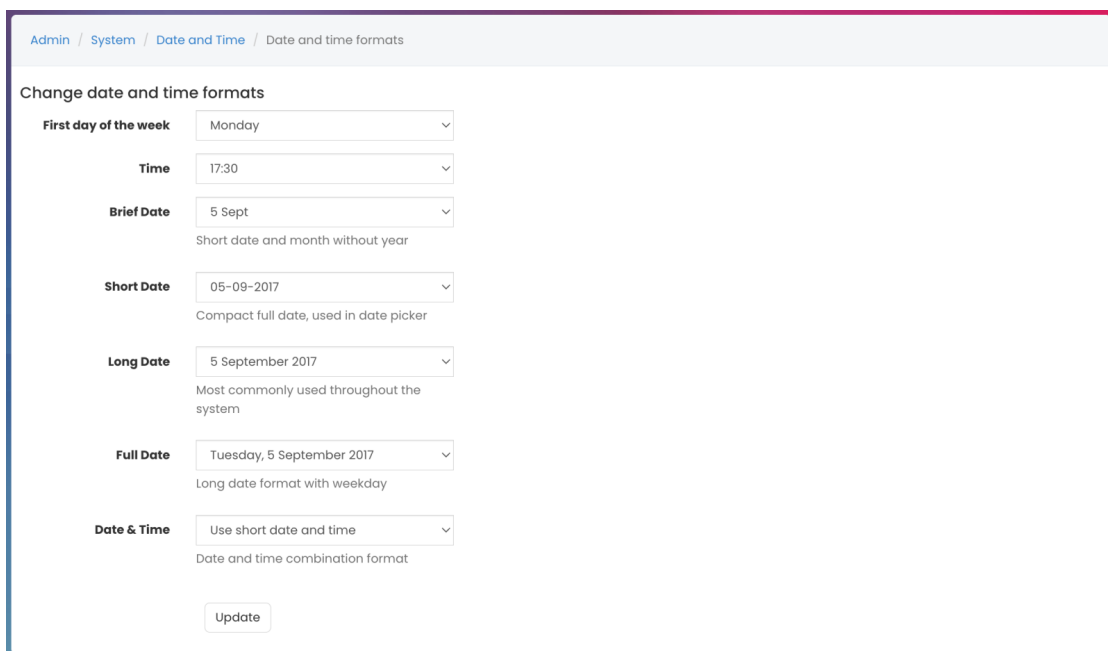 Admin / System / Date and Time / Date and time formats
Change date and time formats
First day of the week Monday
Time 17:30
Brief Date 5 Sept
Short date and month without year
Short Date 05-09-2017
Compact full date, used in date picker
Long Date 5 September 2017
Most commonly used throughout the
system
Full Date Tuesday, 5 September 2017
Long date format with weekday
Date & Time Use short date and time
Date and time combination format
Update